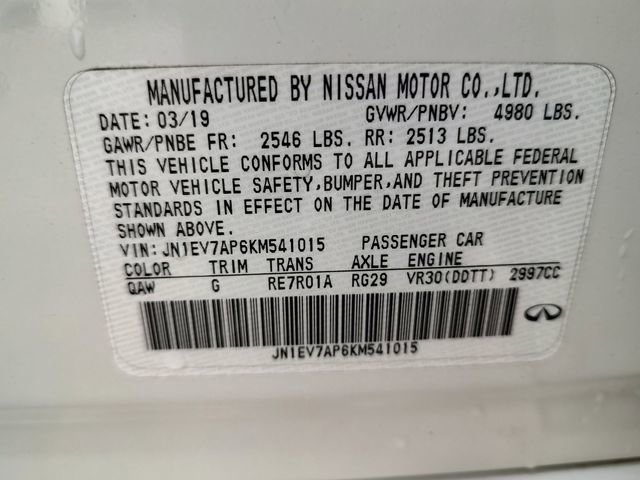 MANUFACTURED BY NISSAN MOTOR CO.,LTD.
DATE: 03/19 GVWR/PNBV: 4980 LBS.
GAWR/PNBE FR: 2546 LBS. RR: 2513 LBS.
THIS VEHICLE CONFORMS TO ALL APPLICABLE FEDERAL
MOTOR VEHICLE SAFETY,BUMPER,AND THEFT PREVENTION
STANDARDS IN EFFECT ON THE DATE OF MANUFACTURE
SHOWN ABOVE.
VIN: JN1EV7AP6KM541015 PASSENGER CAR
COLOR TRIM TRANS AXLE ENGINE
QAW G RE7R01A RG29 VR30(DDTT) 2997CC
JN1EV7AP6KM541015